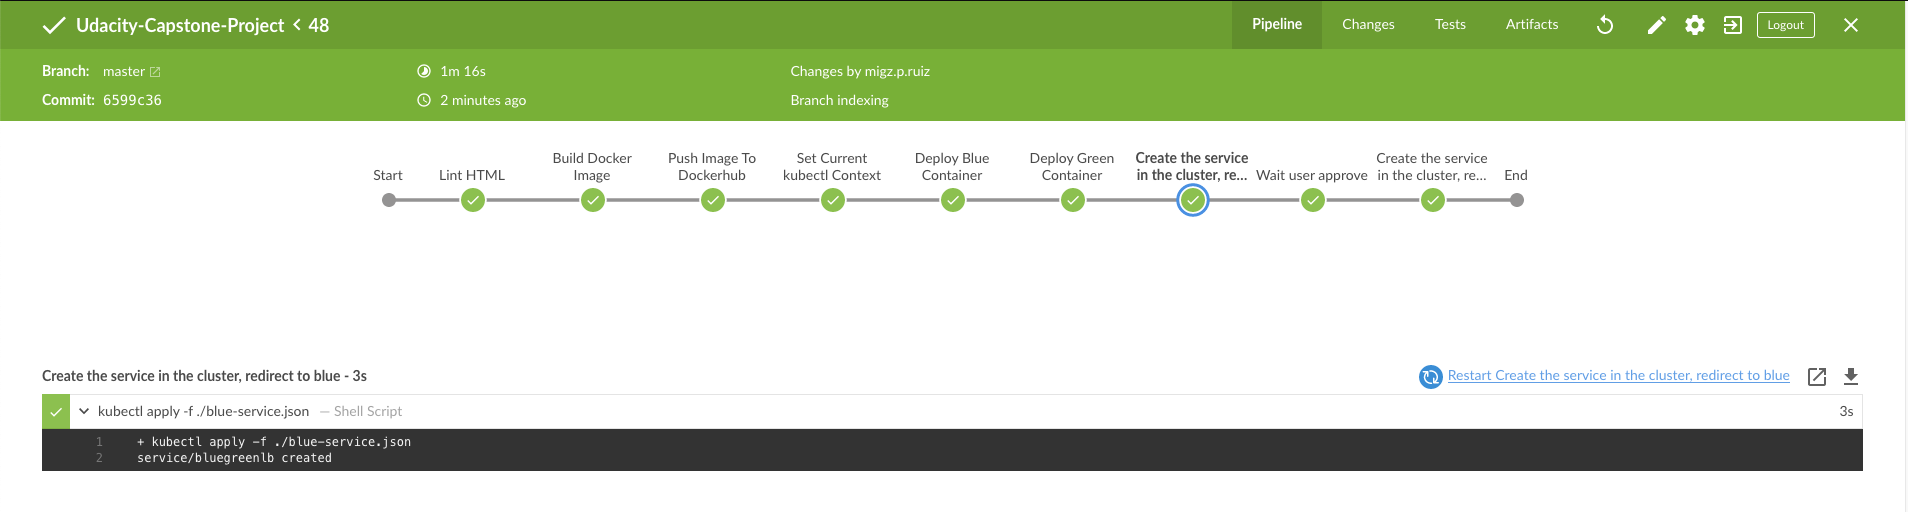 Udacity-Capstone-Project < 48
Pipeline
Changes
Tests
Artifacts
Logout
Branch: master
1m 16s
Changes by migz.p.ruiz
Commit: 6599c36
2 minutes ago
Branch indexing
Start
Lint HTML
Build Docker
Image
Push Image To
Dockerhub
Set Current
kubectl Context
Deploy Blue
Container
Deploy Green
Container
Create the service
in the cluster, re...
Wait user approve
Create the service
in the cluster, re...
End
Create the service in the cluster, redirect to blue - 3s
Restart Create the service in the cluster, redirect to blue
kubectl apply -f ./blue-service.json — Shell Script
3s
1 + kubectl apply -f ./blue-service.json
2 service/bluegreenlb created